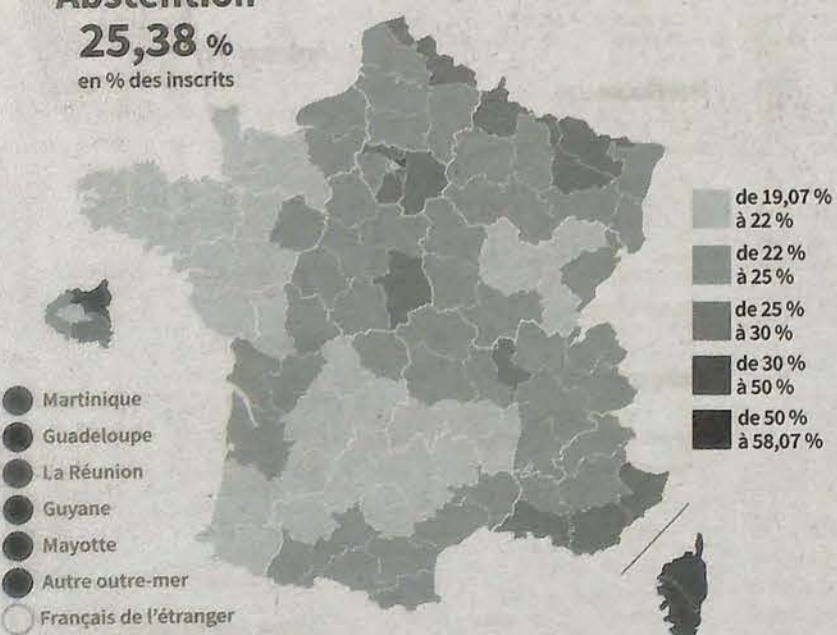 Abstention
25,38 %
en % des inscrits
de 19,07 %
à 22 %
de 22 %
à 25 %
de 25 %
à 30 %
de 30 %
à 50 %
de 50 %
à 58,07 %
Martinique
Guadeloupe
La Réunion
Guyane
Mayotte
Autre outre-mer
Français de l'étranger